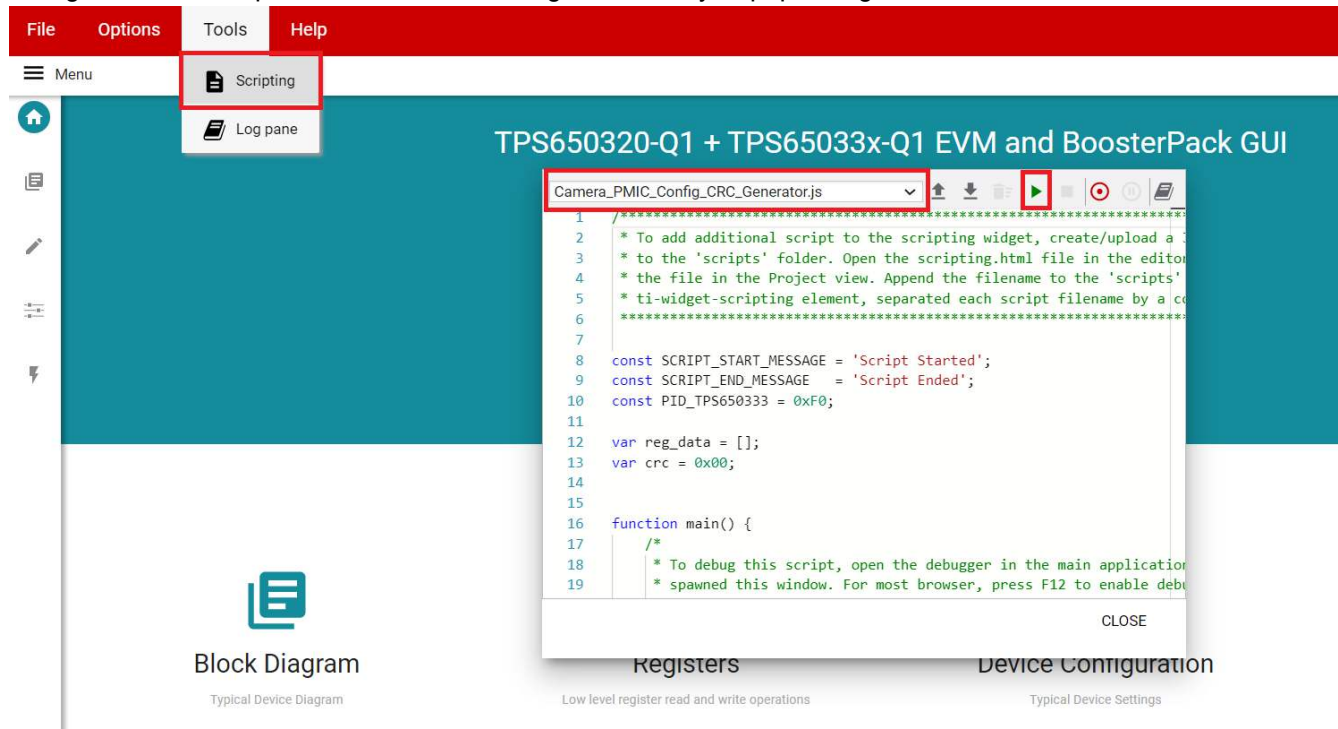 File Options Tools Help
Menu
Scripting
Log pane
TPS650320-Q1 + TPS65033x-Q1 EVM and BoosterPack GUI
Camera_PMIC_Config_CRC_Generator.js
1 /********************************************************************
2 * To add additional script to the scripting widget, create/upload a
3 * to the 'scripts' folder. Open the scripting.html file in the editor
4 * the file in the Project view. Append the filename to the 'scripts'
5 * ti-widget-scripting element, separated each script filename by a
6 ********************************************************************
7
8 const SCRIPT_START_MESSAGE = 'Script Started';
9 const SCRIPT_END_MESSAGE   = 'Script Ended';
10 const PID_TPS650333 = 0xF0;
11
12 var reg_data = [];
13 var crc = 0x00;
14
15
16 function main() {
17 /*
18 * To debug this script, open the debugger in the main application
19 * spawned this window. For most browser, press F12 to enable
CLOSE
Block Diagram
Typical Device Diagram
Registers
Low level register read and write operations
Device Configuration
Typical Device Settings